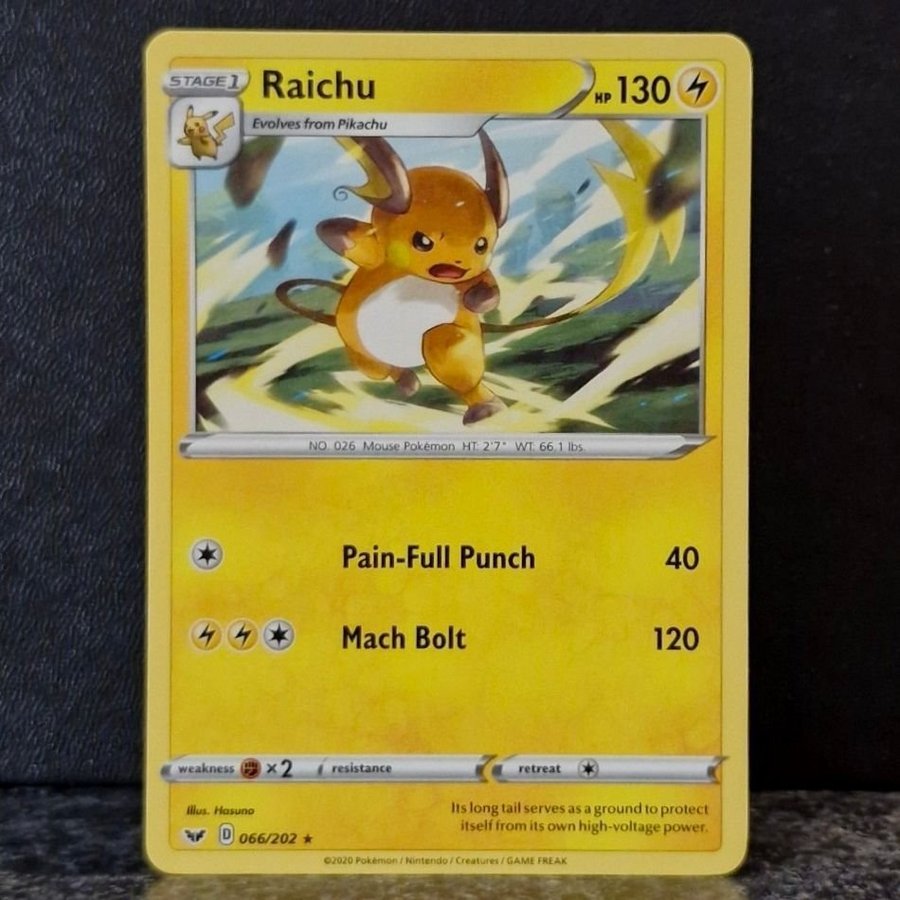 STAGE 1 Raichu HP 130
Evolves from Pikachu
NO. 026 Mouse Pokémon HT: 2'7" WT: 66.1 lbs.
Pain-Full Punch 40
Mach Bolt 120
weakness ×2 resistance retreat
Illus. Hasuno
Its long tail serves as a ground to protect
itself from its own high-voltage power.
D 066/202 ★
©2020 Pokémon / Nintendo / Creatures / GAME FREAK